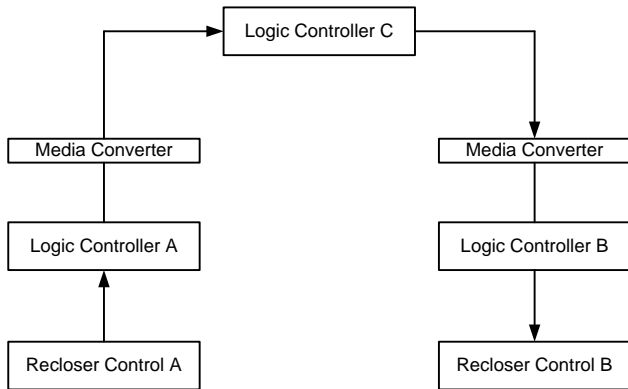 Logic Controller C
Media Converter
Media Converter
Logic Controller A
Logic Controller B
Recloser Control A
Recloser Control B